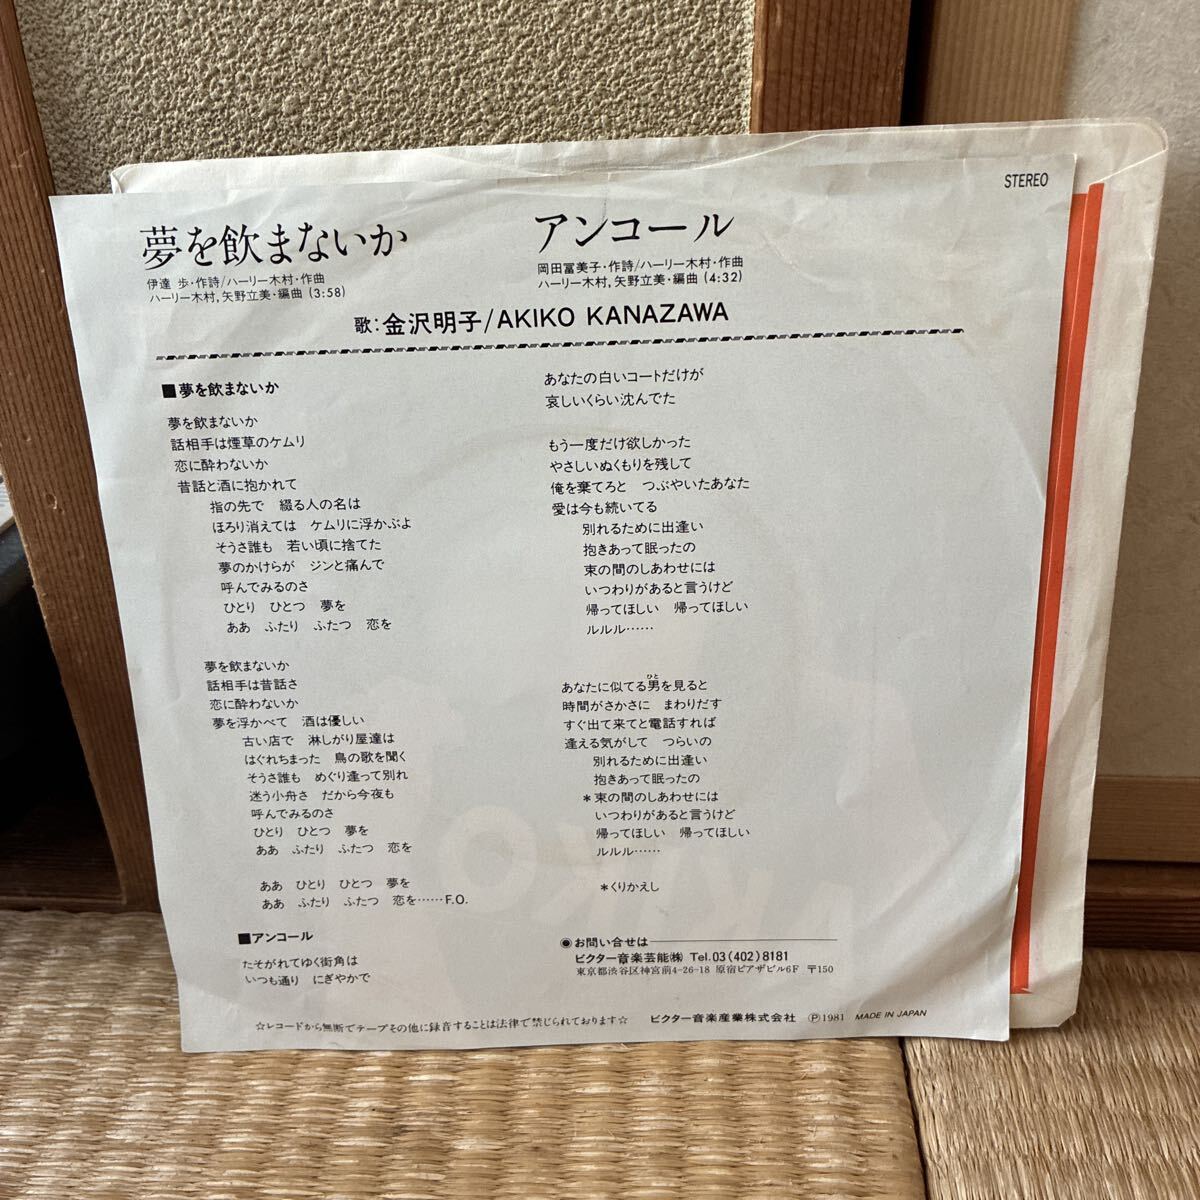 STEREO
夢を飲まないか
伊達 歩・作詩/ハーリー木村・作曲
ハーリー木村, 矢野立美・編曲 (3:58)
アンコール
岡田冨美子・作詩/ハーリー木村・作曲
ハーリー木村, 矢野立美・編曲 (4:32)
歌:金沢明子/AKIKO KANAZAWA
■夢を飲まないか
夢を飲まないか
話相手は煙草のケムリ
恋に酔わないか
昔話と酒に抱かれて
指の先で 綴る人の名は
ほろり消えては ケムリに浮かぶよ
そうさ誰も 若い頃に捨てた
夢のかけらが ジンと痛んで
呼んでみるのさ
ひとり ひとつ 夢を
ああ ふたり ふたつ 恋を
夢を飲まないか
話相手は昔話さ
恋に酔わないか
夢を浮かべて 酒は優しい
古い店で 淋しがり屋達は
はぐれちまった 鳥の歌を聞く
そうさ誰も めぐり逢って別れ
迷う小舟さ だから今夜も
呼んでみるのさ
ひとり ひとつ 夢を
ああ ふたり ふたつ 恋を
ああ ひとり ひとつ 夢を
ああ ふたり ふたつ 恋を……F.O.
■アンコール
たそがれてゆく街角は
いつも通り にぎやかで
あなたの白いコートだけが
哀しいくらい沈んでた
もう一度だけ欲しかった
やさしいぬくもりを残して
俺を棄てろと つぶやいたあなた
愛は今も続いてる
別れるために出逢い
抱きあって眠ったの
束の間のしあわせには
いつわりがあると言うけど
帰ってほしい 帰ってほしい
ルルル……
あなたに似てる男を見ると
ひと
時間がさかさに まわりだす
すぐ出て来てと電話すれば
逢える気がして つらいの
別れるために出逢い
抱きあって眠ったの
*束の間のしあわせには
いつわりがあると言うけど
帰ってほしい 帰ってほしい
ルルル……
*くりかえし
◉お問い合せは
ビクター音楽芸能㈱ Tel.03(402)8181
東京都渋谷区神宮前4-26-18 原宿ピアザビル6F 〒150
☆レコードから無断でテープその他に録音することは法律で禁じられております☆
ビクター音楽産業株式会社 Ⓟ1981 MADE IN JAPAN